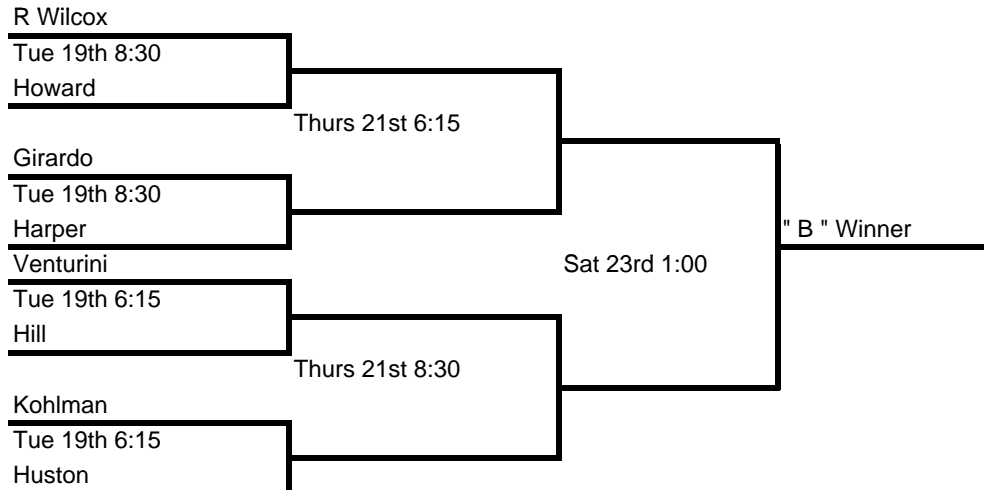 R Wilcox
Tue 19th 8:30
Howard
Thurs 21st 6:15
Girardo
Tue 19th 8:30
Harper
" B " Winner
Venturini
Sat 23rd 1:00
Tue 19th 6:15
Hill
Thurs 21st 8:30
Kohlman
Tue 19th 6:15
Huston